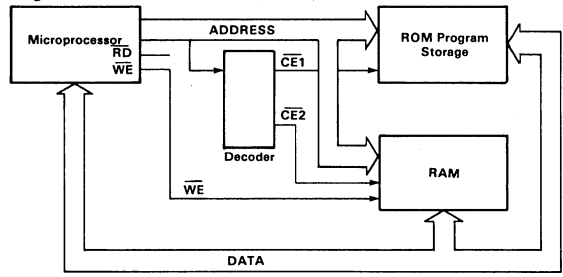 Microprocessor
RD
WE
ADDRESS
CE1
CE2
Decoder
ROM Program
Storage
RAM
WE
DATA